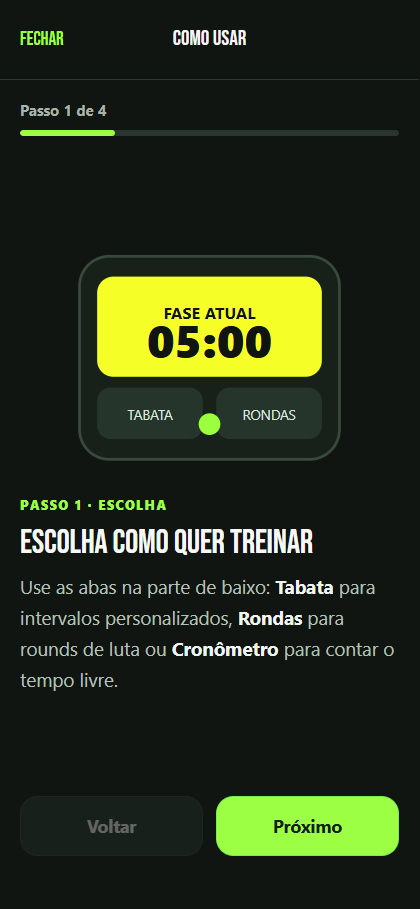 FECHAR
COMO USAR
Passo 1 de 4
FASE ATUAL
05:00
TABATA
RONDAS
PASSO 1 · ESCOLHA
ESCOLHA COMO QUER TREINAR
Use as abas na parte de baixo: Tabata para
intervalos personalizados, Rondas para
rounds de luta ou Cronômetro para contar o
tempo livre.
Voltar
Próximo